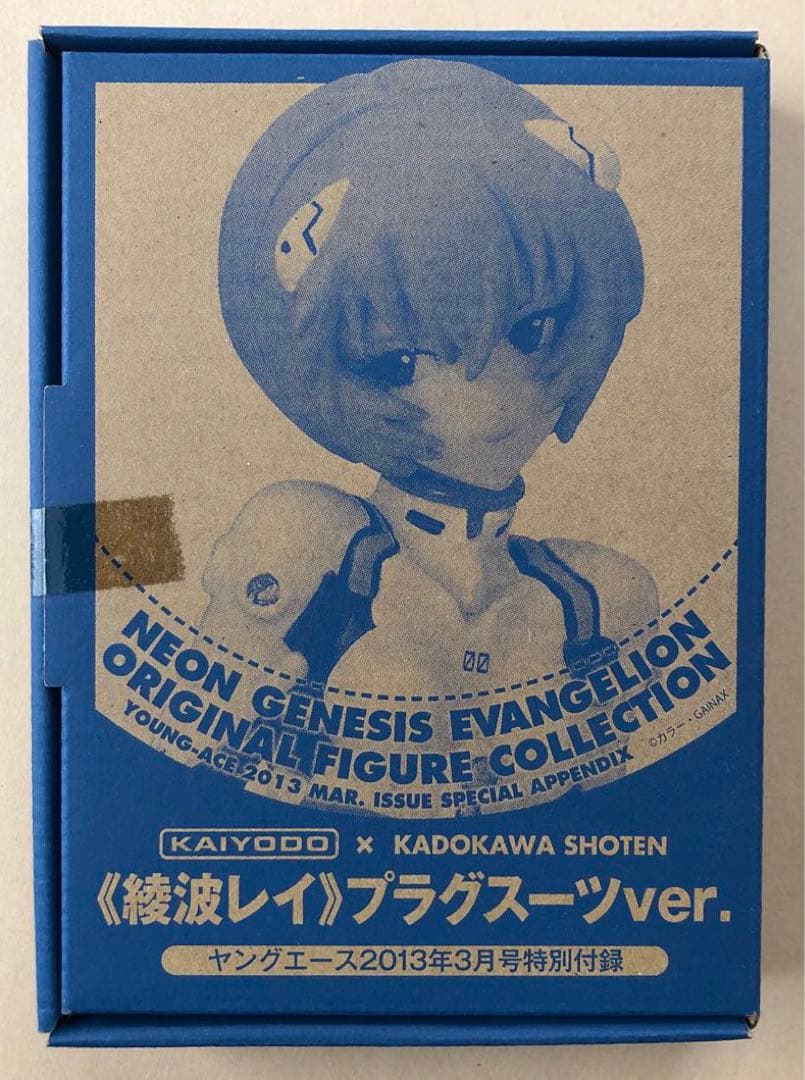 00
NEON GENESIS EVANGELION
ORIGINAL FIGURE COLLECTION
YOUNG-ACE 2013 MAR. ISSUE SPECIAL APPENDIX
©カラー・GAINAX
KAIYODO × KADOKAWA SHOTEN
《綾波レイ》プラグスーツver.
ヤングエース2013年3月号特別付録